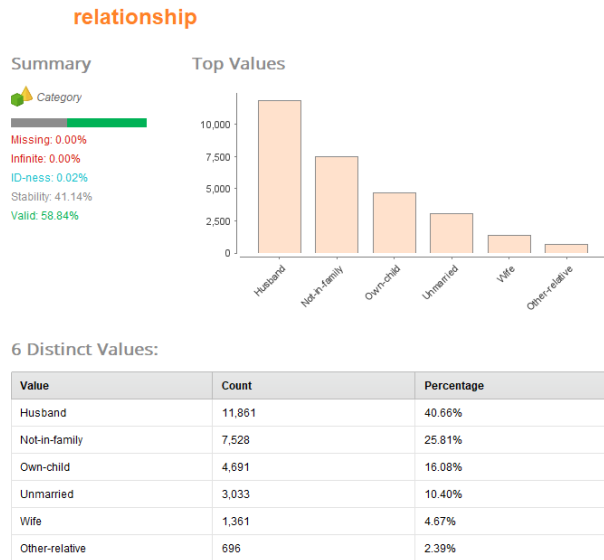 relationship
Summary
Top Values
Category
Missing: 0.00%
Infinite: 0.00%
ID-ness: 0.02%
Stability: 41.14%
Valid: 58.84%
10,000
7,500
5,000
2,500
0
Husband
Not-in-family
Own-child
Unmarried
Wife
Other-relative
6 Distinct Values:
Value Count Percentage
Husband 11,861 40.66%
Not-in-family 7,528 25.81%
Own-child 4,691 16.08%
Unmarried 3,033 10.40%
Wife 1,361 4.67%
Other-relative 696 2.39%